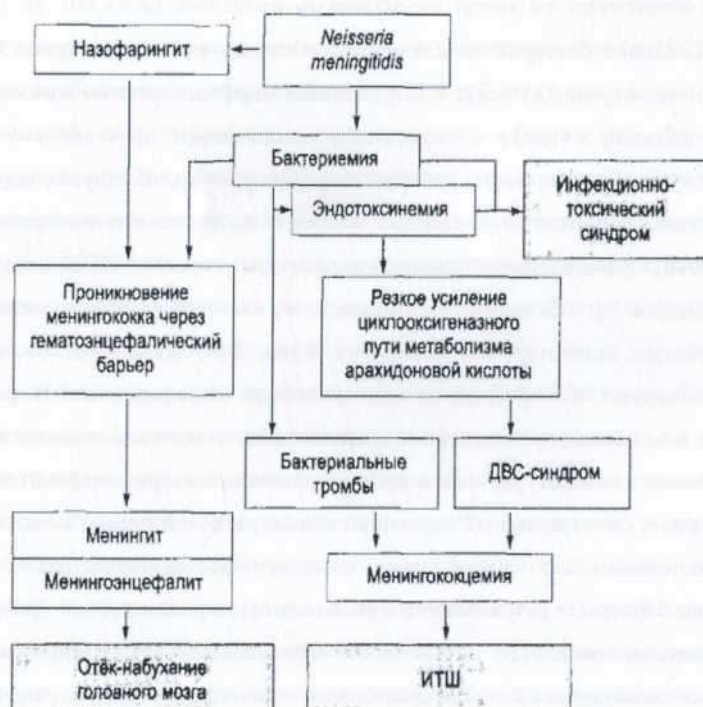 Назофарингит
Neisseria
meningitidis
Бактериемия
Эндотоксинемия
Инфекционно-
токсический
синдром
Проникновение
менингококка через
гематоэнцефалический
барьер
Резкое усиление
циклооксигеназного
пути метаболизма
арахидоновой кислоты
Бактериальные
тромбы
ДВС-синдром
Менингит
Менингоэнцефалит
Менингококцемия
Отёк-набухание
головного мозга
ИТШ